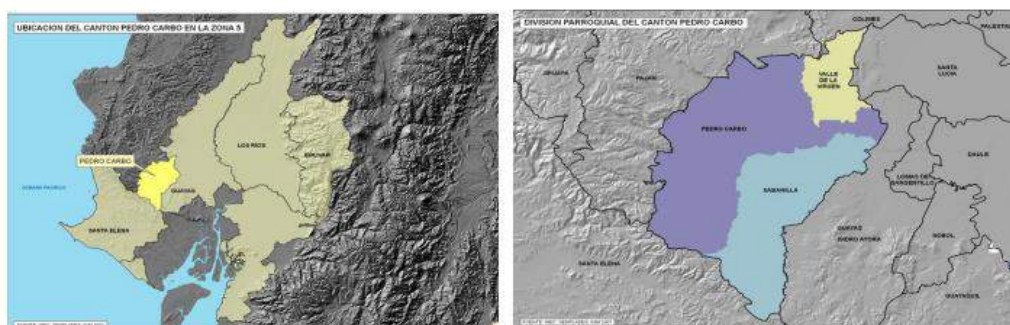 UBICACION DEL CANTON PEDRO CARBO EN LA ZONA 5
LOS RIOS
BOLIVAR
PEDRO CARBO
GUAYAS
SANTA ELENA
DIVISION PARROQUIAL DEL CANTON PEDRO CARBO
COLIMES
PALESTINA
JIPIJAPA
PAJAN
VALLE
DE LA
VIRGEN
SANTA
LUCIA
PEDRO CARBO
DAULE
LOMAS DE
SARGENTILLO
SABANILLA
GUAYAS
ISIDRO AYORA
NOBOL
SANTA ELENA
GUAYAQUIL